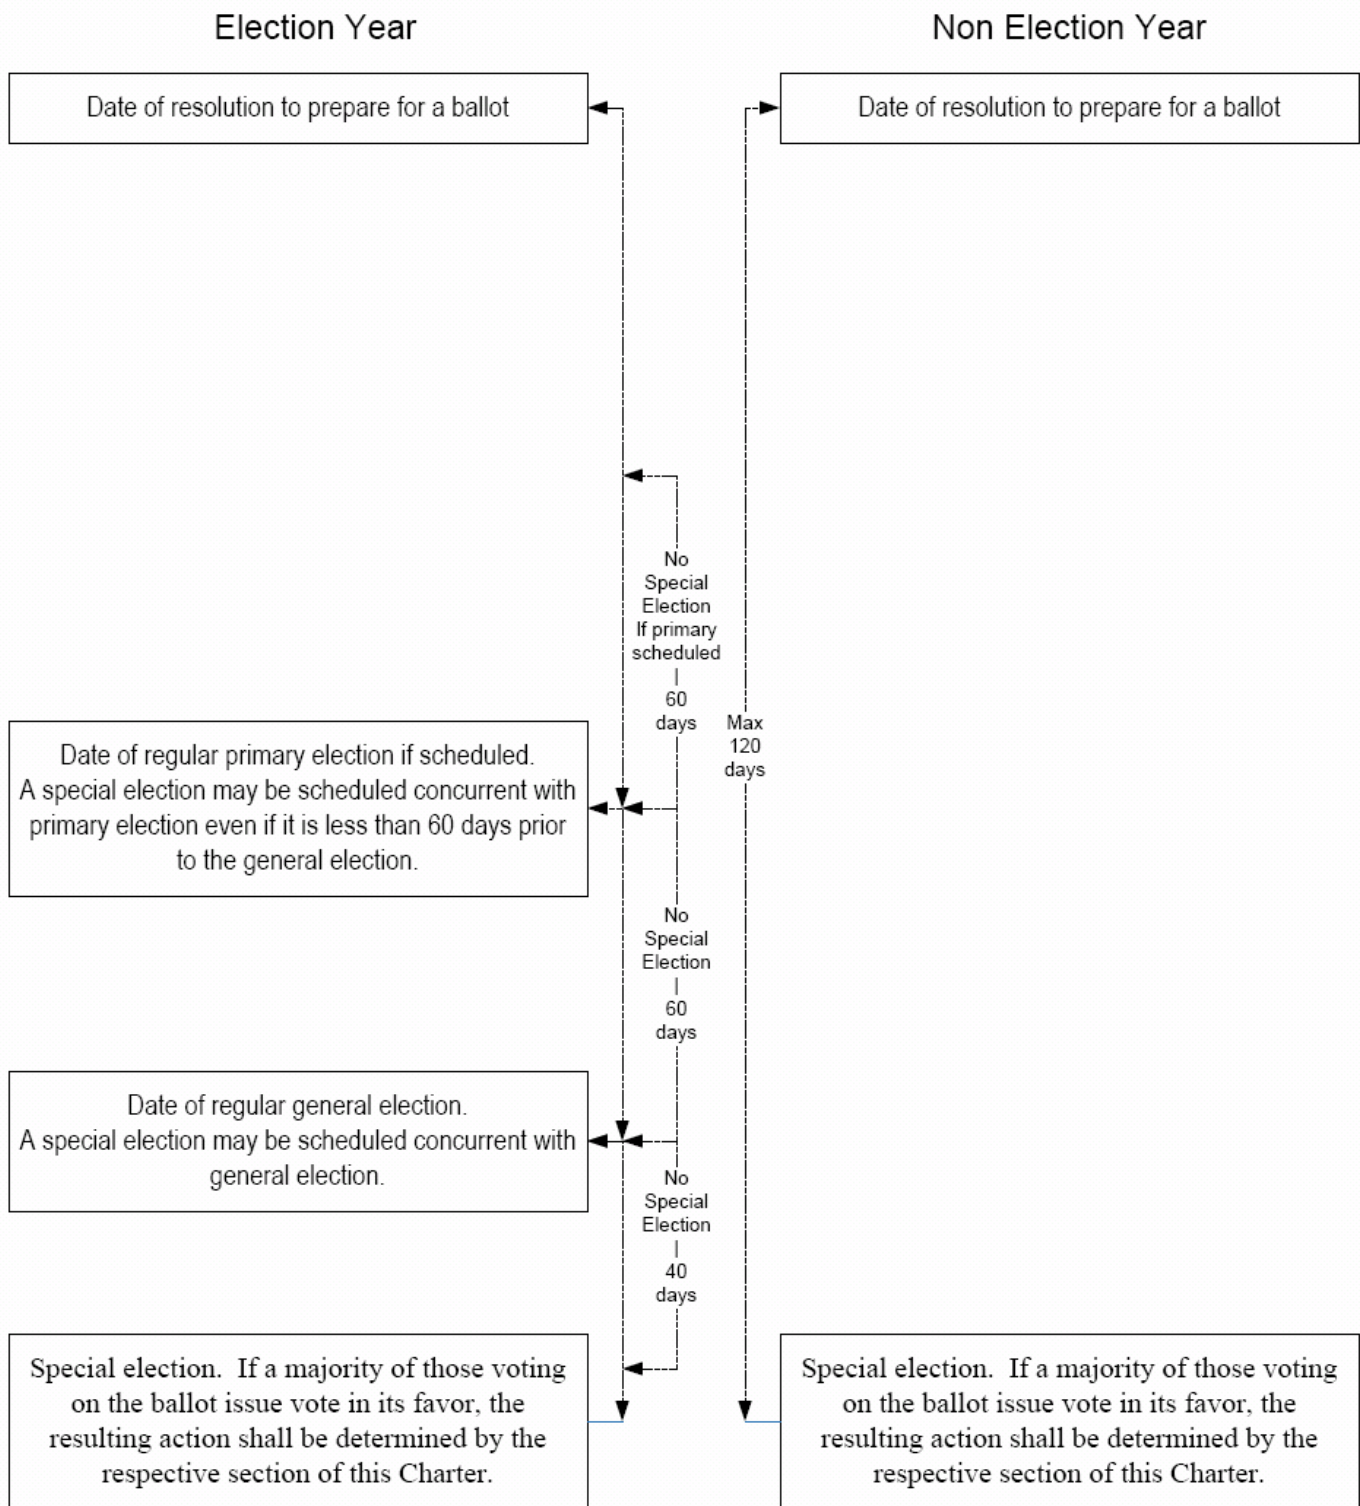 Election Year
Non Election Year
Date of resolution to prepare for a ballot
Date of resolution to prepare for a ballot
No
Special
Election
If primary
scheduled
|
60
days
Max
120
days
Date of regular primary election if scheduled.
A special election may be scheduled concurrent with
primary election even if it is less than 60 days prior
to the general election.
No
Special
Election
|
60
days
Date of regular general election.
A special election may be scheduled concurrent with
general election.
No
Special
Election
|
40
days
Special election.  If a majority of those voting
on the ballot issue vote in its favor, the
resulting action shall be determined by the
respective section of this Charter.
Special election.  If a majority of those voting
on the ballot issue vote in its favor, the
resulting action shall be determined by the
respective section of this Charter.